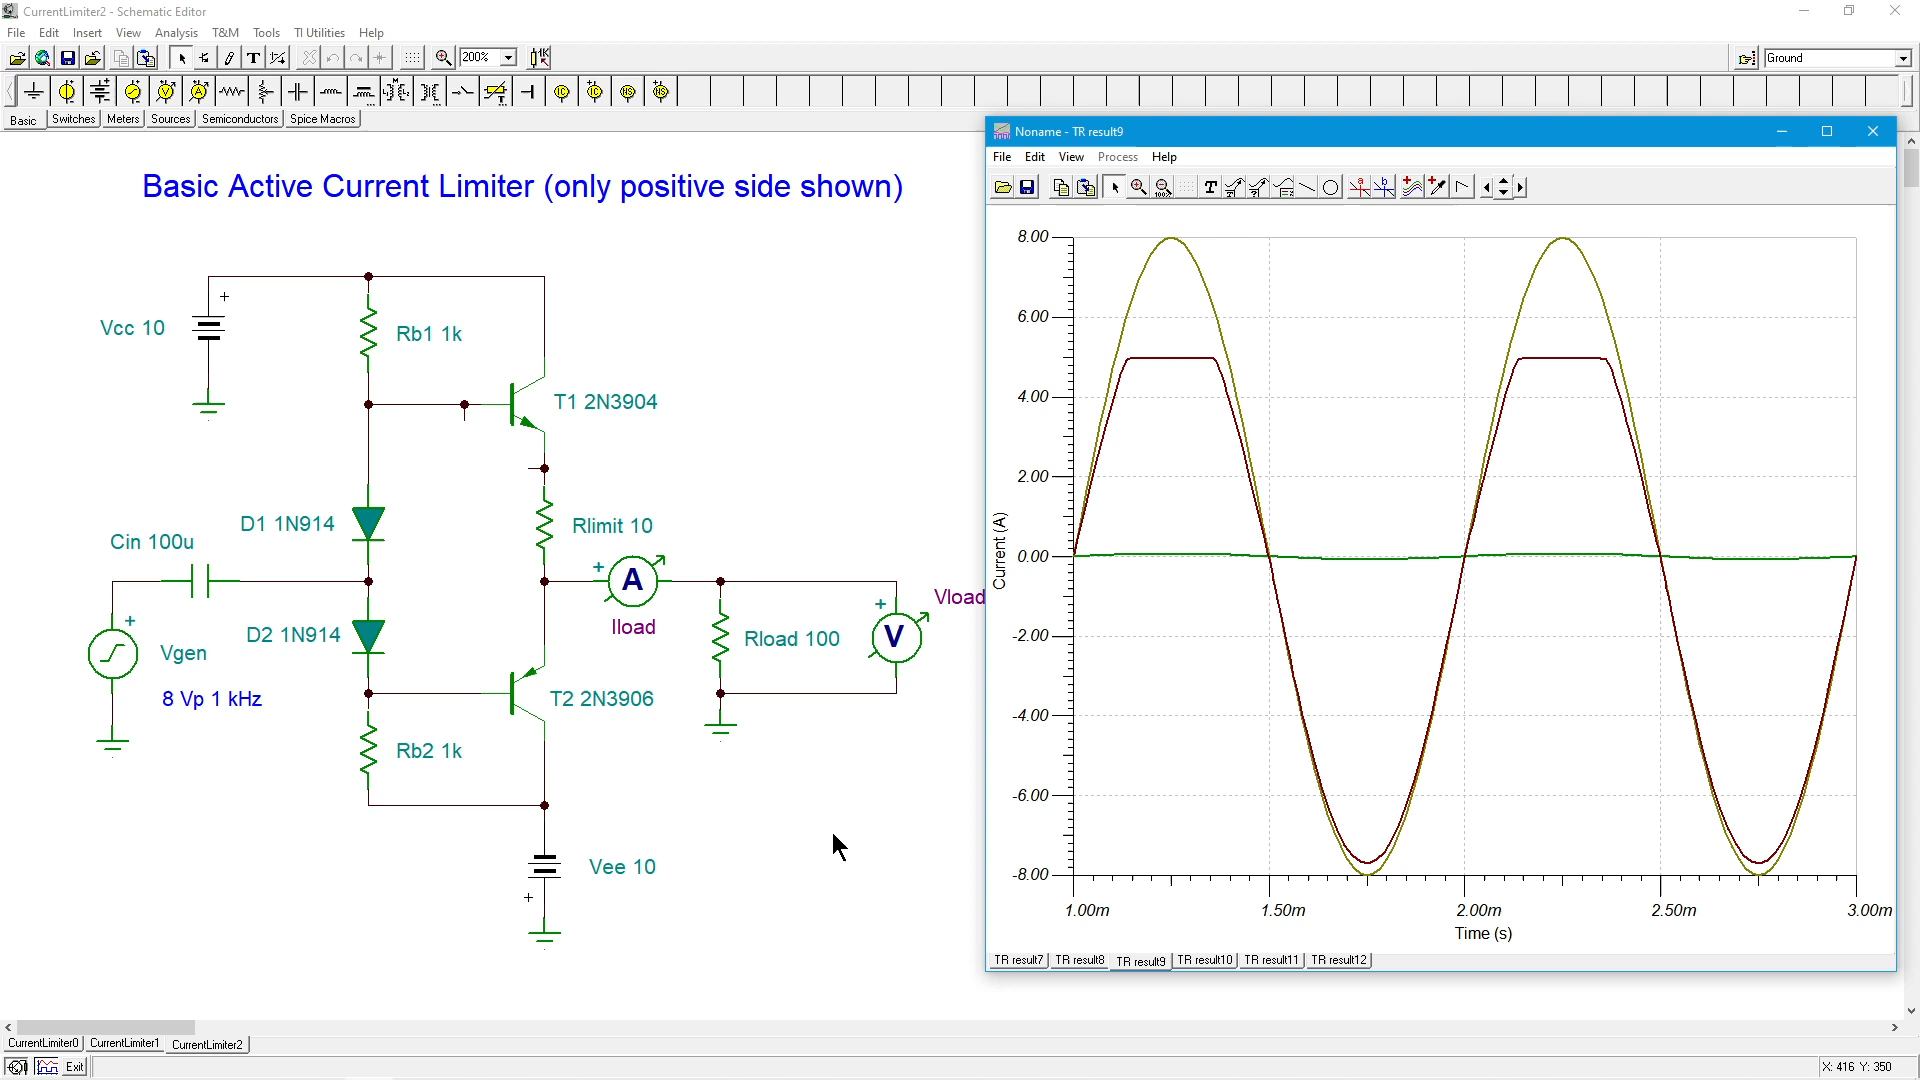 CurrentLimiter2 - Schematic Editor
File Edit Insert View Analysis T&M Tools TI Utilities Help
200%
1K
Ground
Basic Switches Meters Sources Semiconductors Spice Macros
Basic Active Current Limiter (only positive side shown)
Vcc 10
+
Rb1 1k
T1 2N3904
D1 1N914
Cin 100u
Rlimit 10
+
A
Iload
+
Vgen
8 Vp 1 kHz
D2 1N914
Rload 100
+
V
Vload
T2 2N3906
Rb2 1k
Vee 10
+
Noname - TR result9
File Edit View Process Help
8.00
6.00
4.00
2.00
0.00
-2.00
-4.00
-6.00
-8.00
Current (A)
1.00m 1.50m 2.00m 2.50m 3.00m
Time (s)
TR result7 TR result8 TR result9 TR result10 TR result11 TR result12
CurrentLimiter0 CurrentLimiter1 CurrentLimiter2
Exit
X: 416 Y: 350